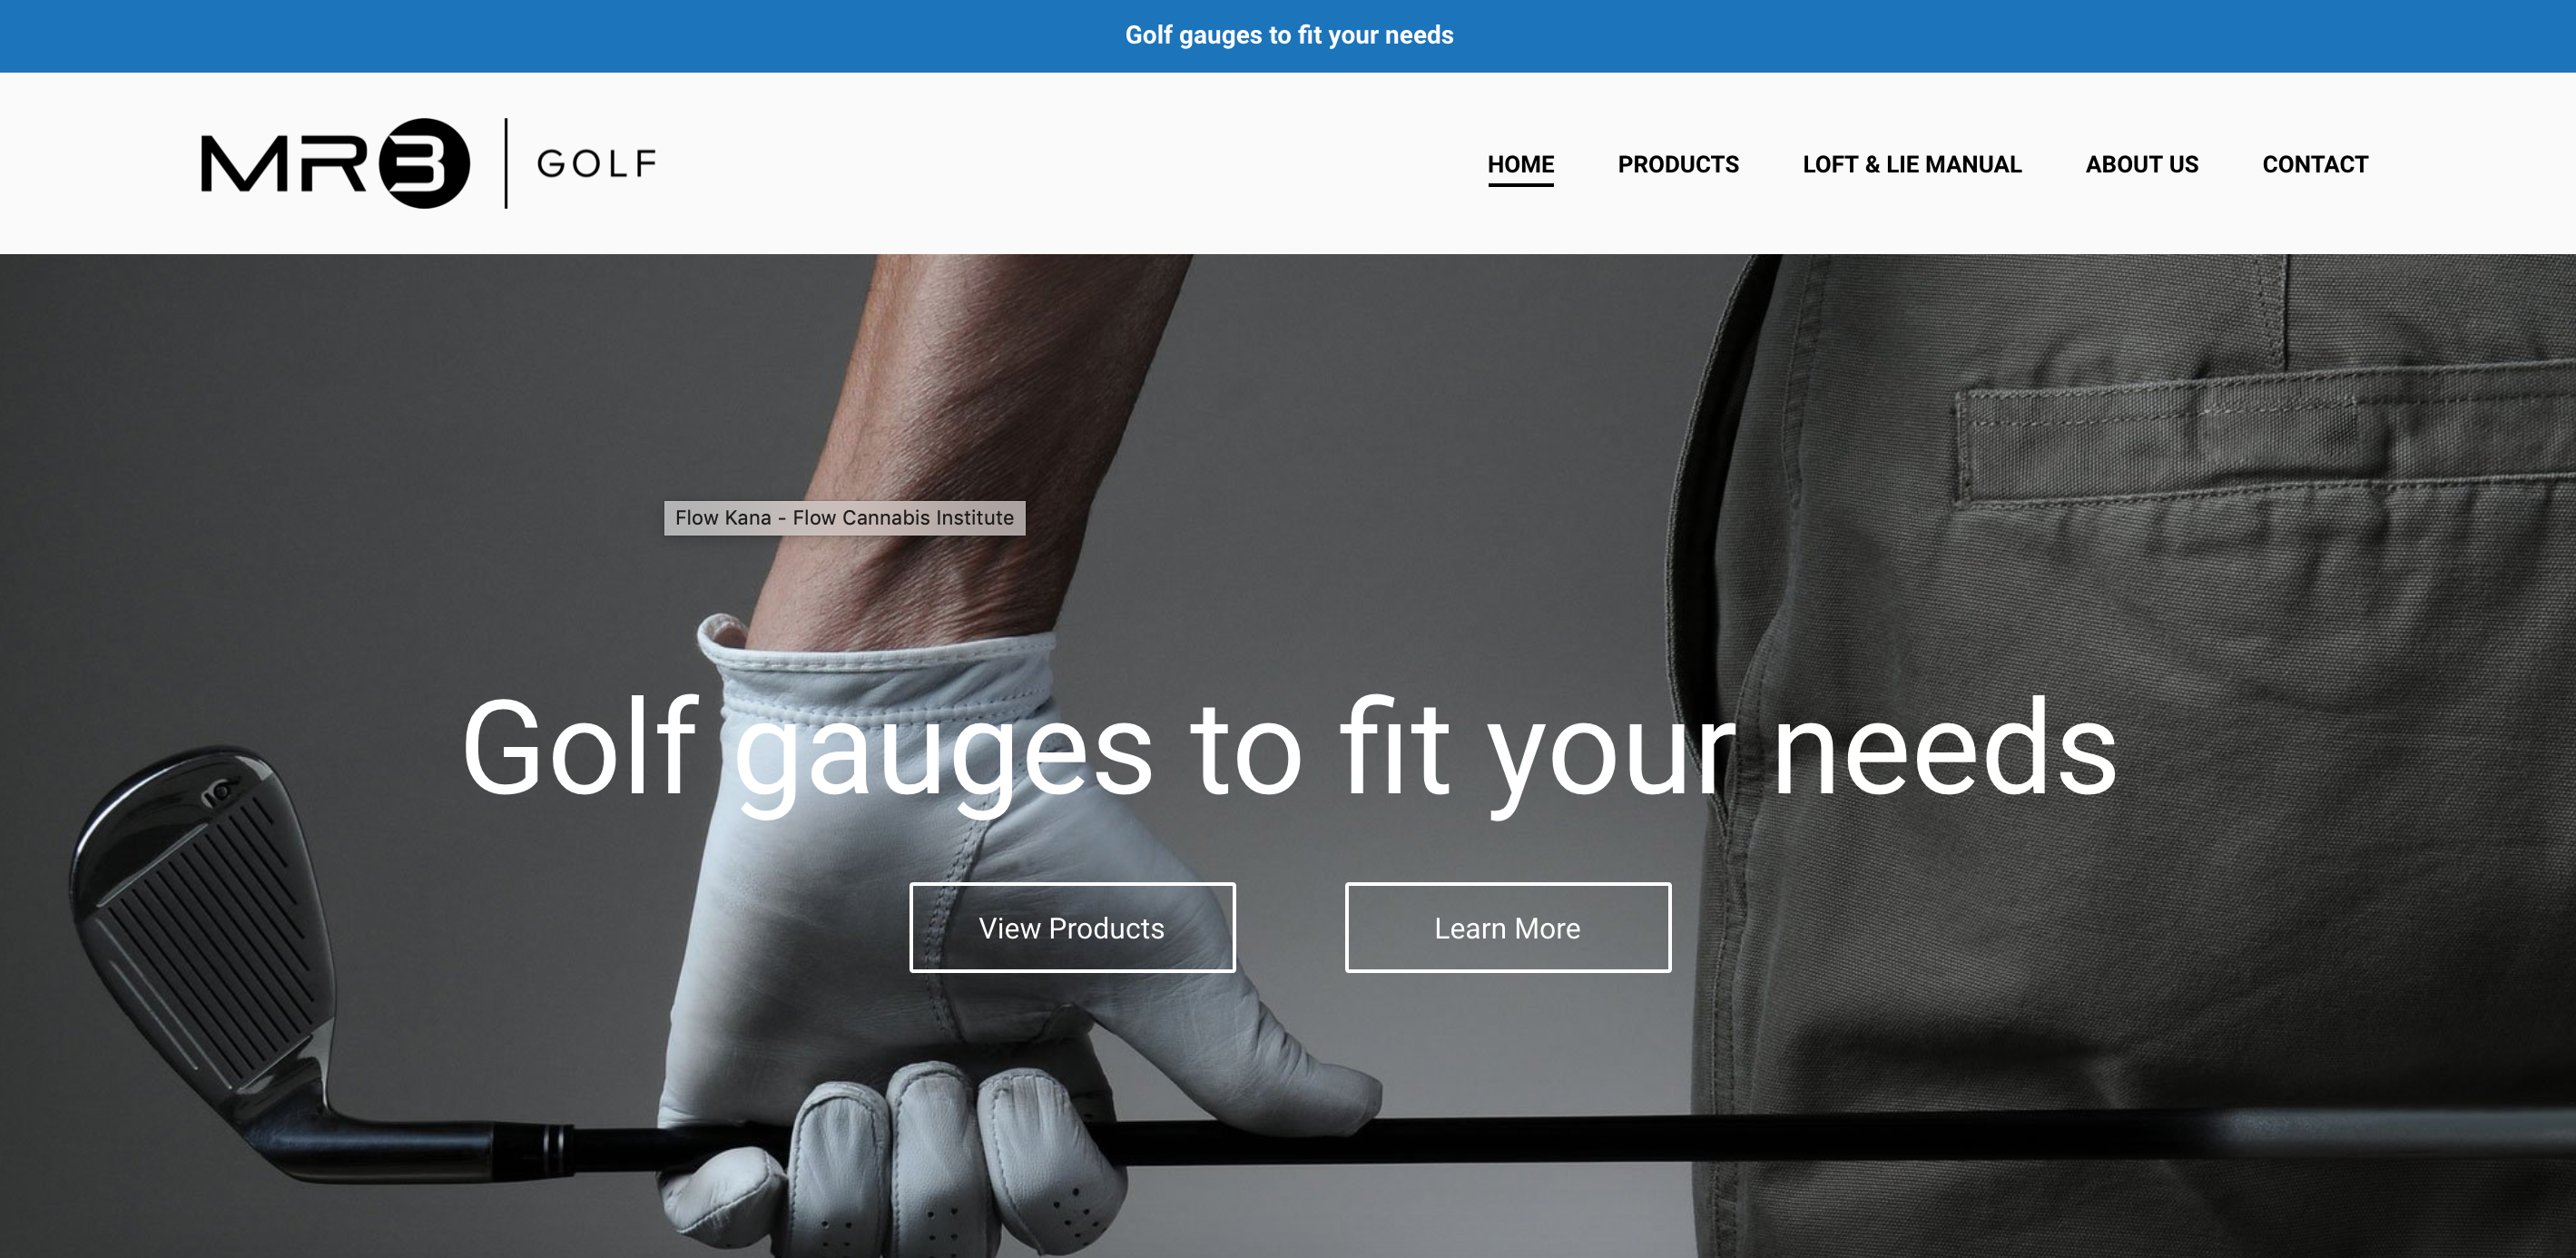 Golf gauges to fit your needs
MR3 | GOLF
HOME PRODUCTS LOFT & LIE MANUAL ABOUT US CONTACT
Flow Kana - Flow Cannabis Institute
Golf gauges to fit your needs
6
View Products Learn More